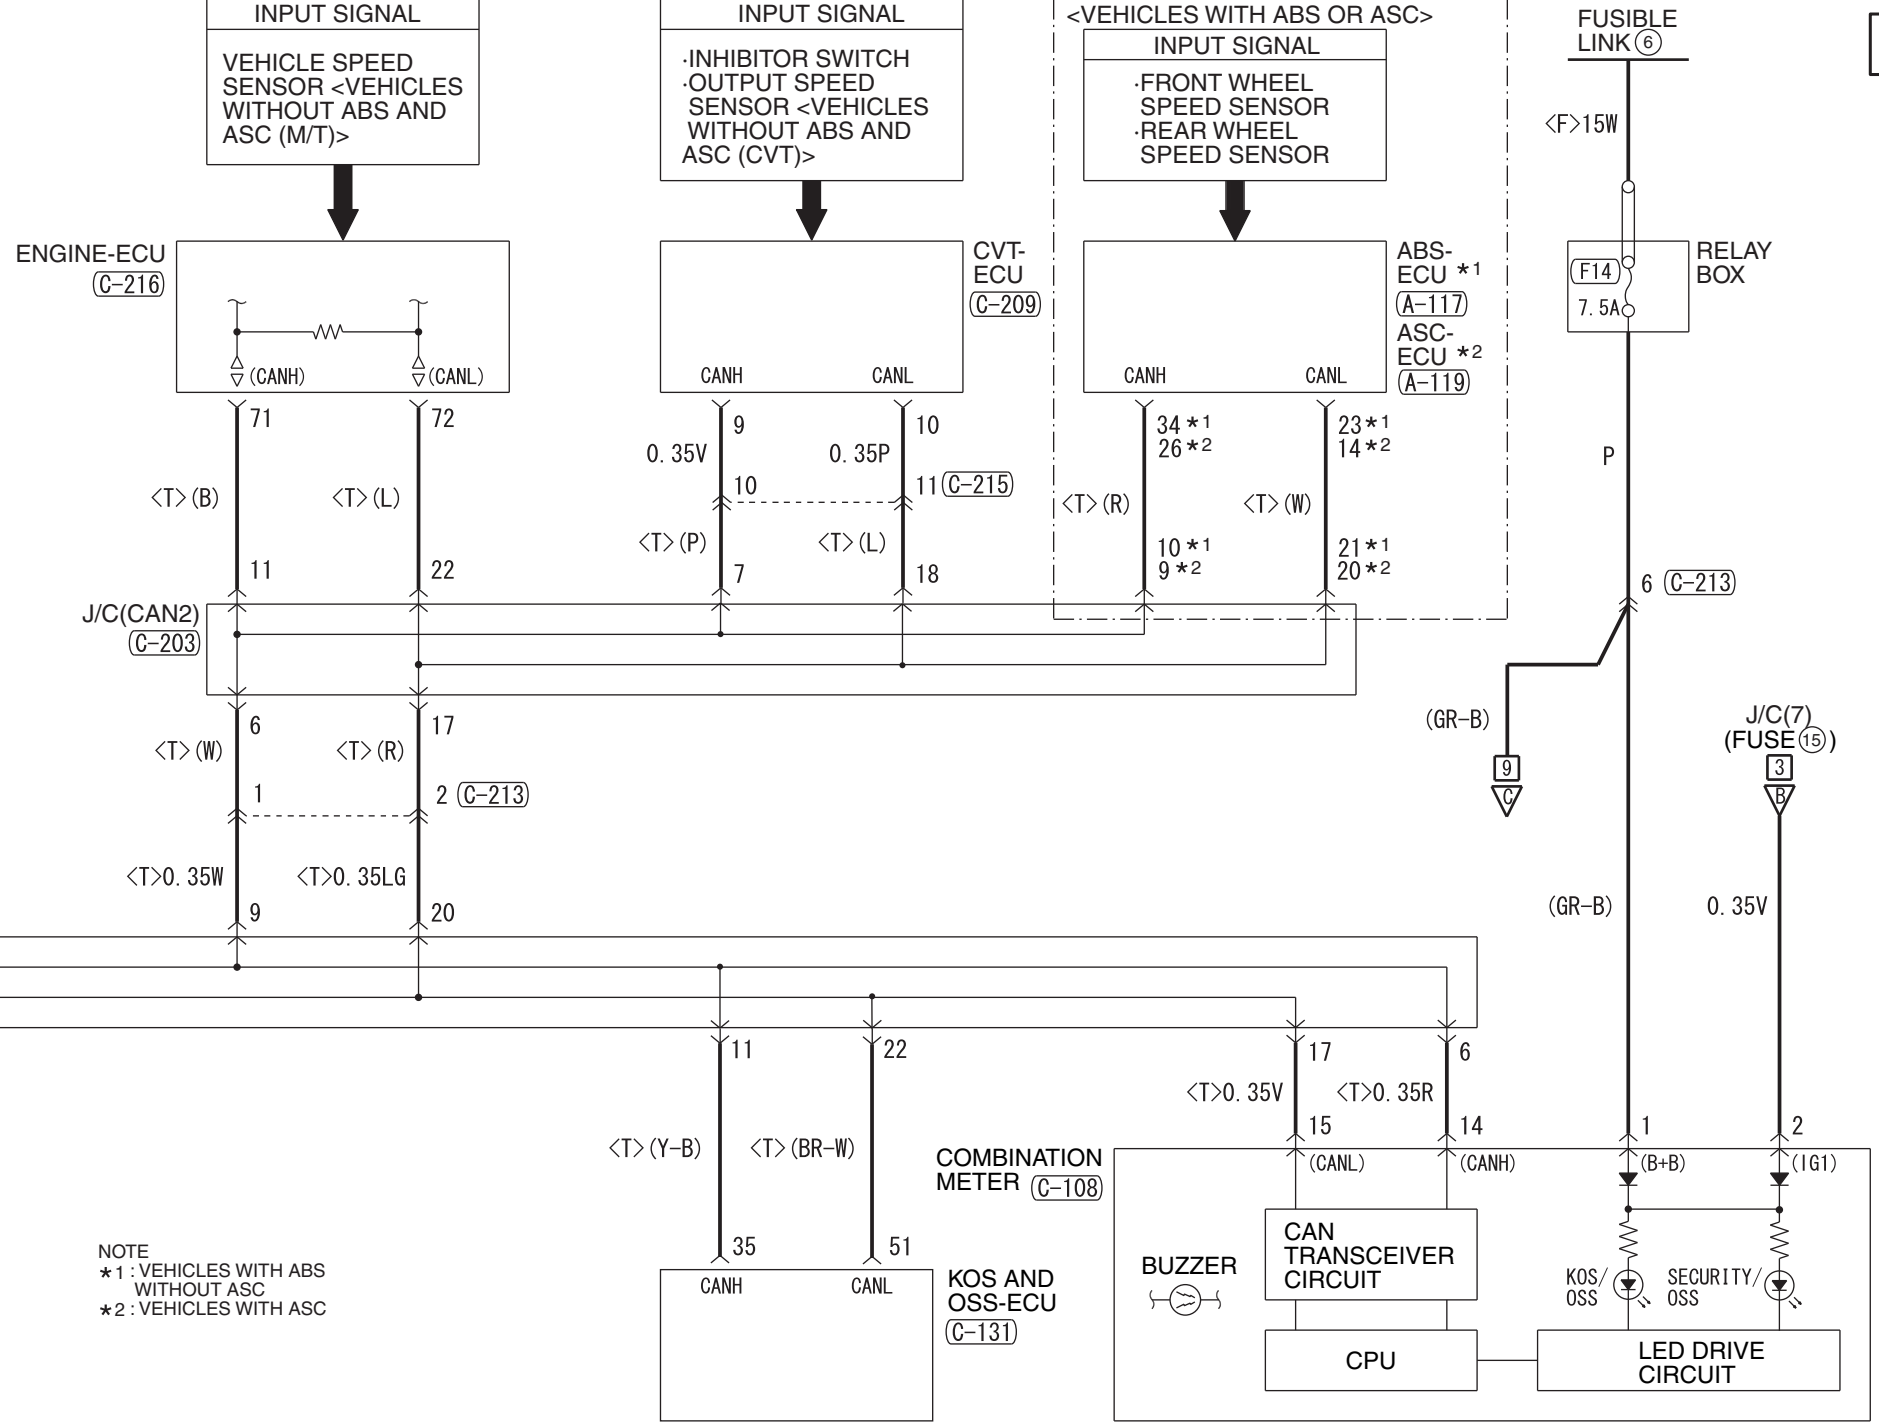 INPUT SIGNAL
VEHICLE SPEED
SENSOR <VEHICLES
WITHOUT ABS AND
ASC (M/T)>
INPUT SIGNAL
·INHIBITOR SWITCH
·OUTPUT SPEED
SENSOR <VEHICLES
WITHOUT ABS AND
ASC (CVT)>
<VEHICLES WITH ABS OR ASC>
INPUT SIGNAL
·FRONT WHEEL
SPEED SENSOR
·REAR WHEEL
SPEED SENSOR
FUSIBLE
LINK 6
<F>15W
ENGINE-ECU
C-216
(CANH)
(CANL)
CVT-
ECU
C-209
CANH
CANL
ABS-
ECU *1
A-117
ASC-
ECU *2
A-119
CANH
CANL
F14
7.5A
RELAY
BOX
71
72
9
10
34*1
26*2
23*1
14*2
0.35V
0.35P
P
10
11 C-215
<T>(B)
<T>(L)
<T>(R)
<T>(W)
<T>(P)
<T>(L)
10*1
9*2
21*1
20*2
11
22
7
18
6 C-213
J/C(CAN2)
C-203
6
17
<T>(W)
<T>(R)
(GR-B)
9
C
J/C(7)
(FUSE 15)
3
B
1
2 C-213
<T>0.35W
<T>0.35LG
(GR-B)
0.35V
9
20
11
22
17
6
<T>0.35V
<T>0.35R
<T>(Y-B)
<T>(BR-W)
15
14
1
2
COMBINATION
METER C-108
(CANL)
(CANH)
(B+B)
(IG1)
35
51
CANH
CANL
KOS AND
OSS-ECU
C-131
BUZZER
CAN
TRANSCEIVER
CIRCUIT
KOS/
OSS
SECURITY/
OSS
CPU
LED DRIVE
CIRCUIT
NOTE
*1 : VEHICLES WITH ABS
WITHOUT ASC
*2 : VEHICLES WITH ASC